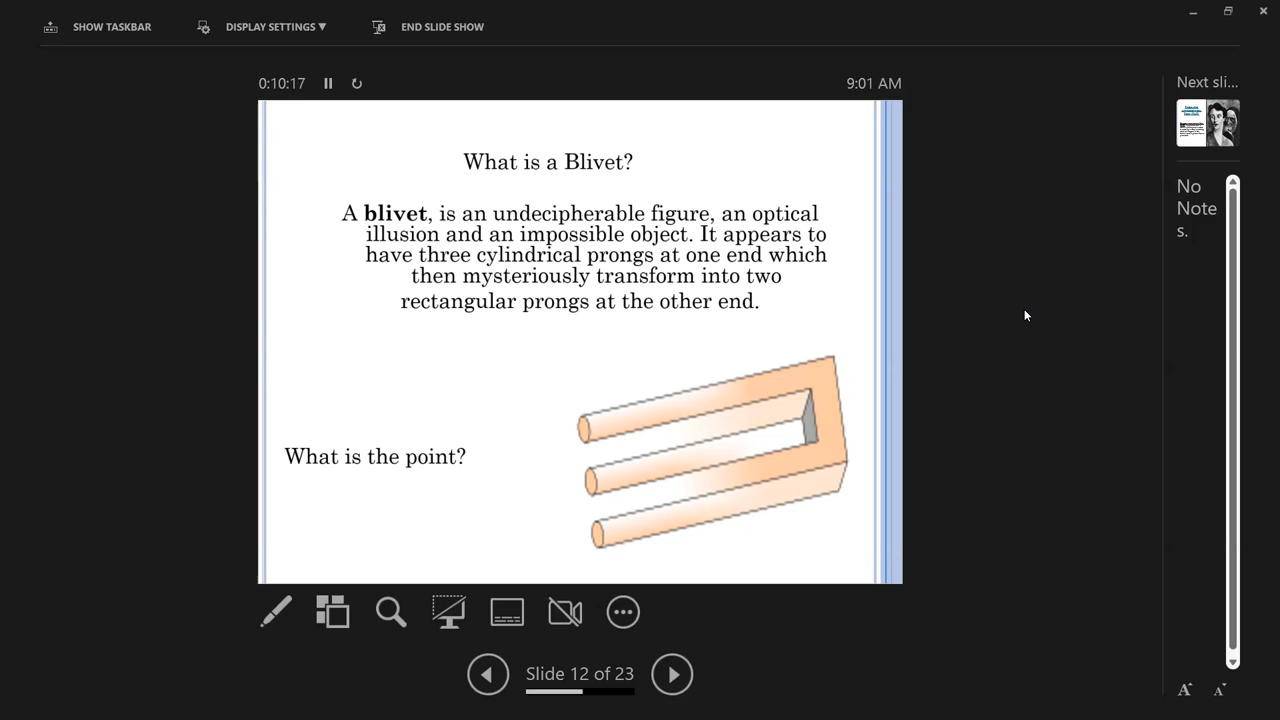 SHOW TASKBAR
DISPLAY SETTINGS ▼
END SLIDE SHOW
0:10:17
9:01 AM
Next sli...
What is a Blivet?
A blivet, is an undecipherable figure, an optical
illusion and an impossible object. It appears to
have three cylindrical prongs at one end which
then mysteriously transform into two
rectangular prongs at the other end.
What is the point?
No
Note
s.
Slide 12 of 23
A
A